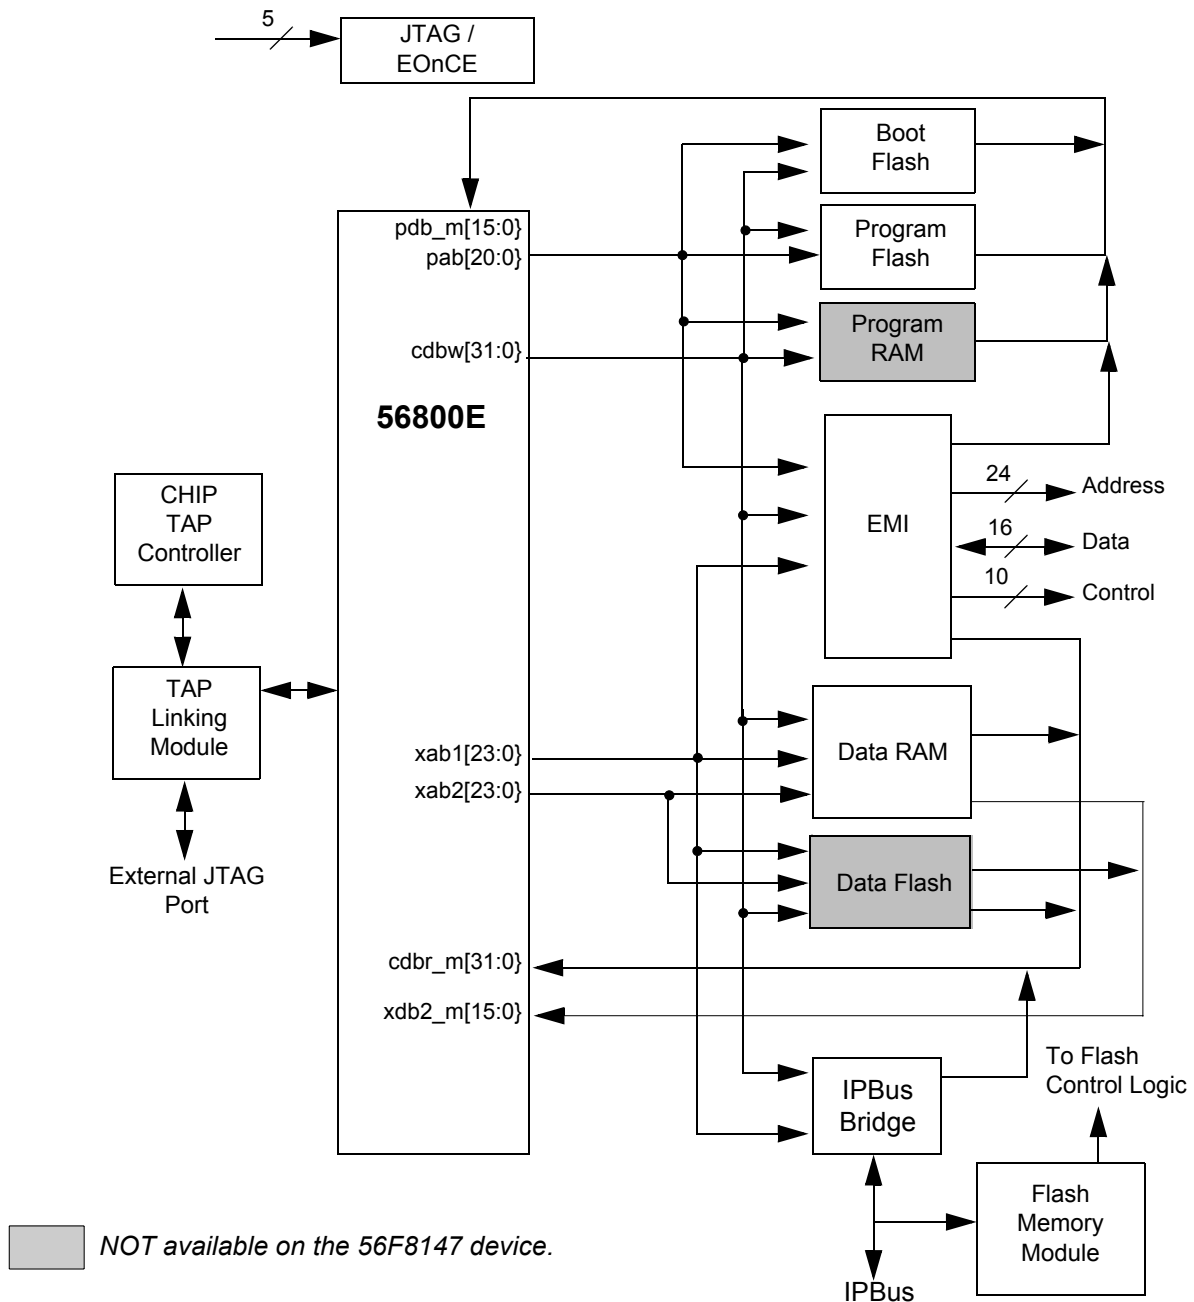 5
JTAG /
EOnCE
Boot
Flash
pdb_m[15:0}
pab[20:0}
Program
Flash
cdbw[31:0}
Program
RAM
56800E
CHIP
TAP
Controller
EMI
24
Address
16
Data
10
Control
TAP
Linking
Module
xab1[23:0}
xab2[23:0}
Data RAM
External JTAG
Port
Data Flash
cdbr_m[31:0}
xdb2_m[15:0}
To Flash
Control Logic
IPBus
Bridge
Flash
Memory
Module
NOT available on the 56F8147 device.
IPBus